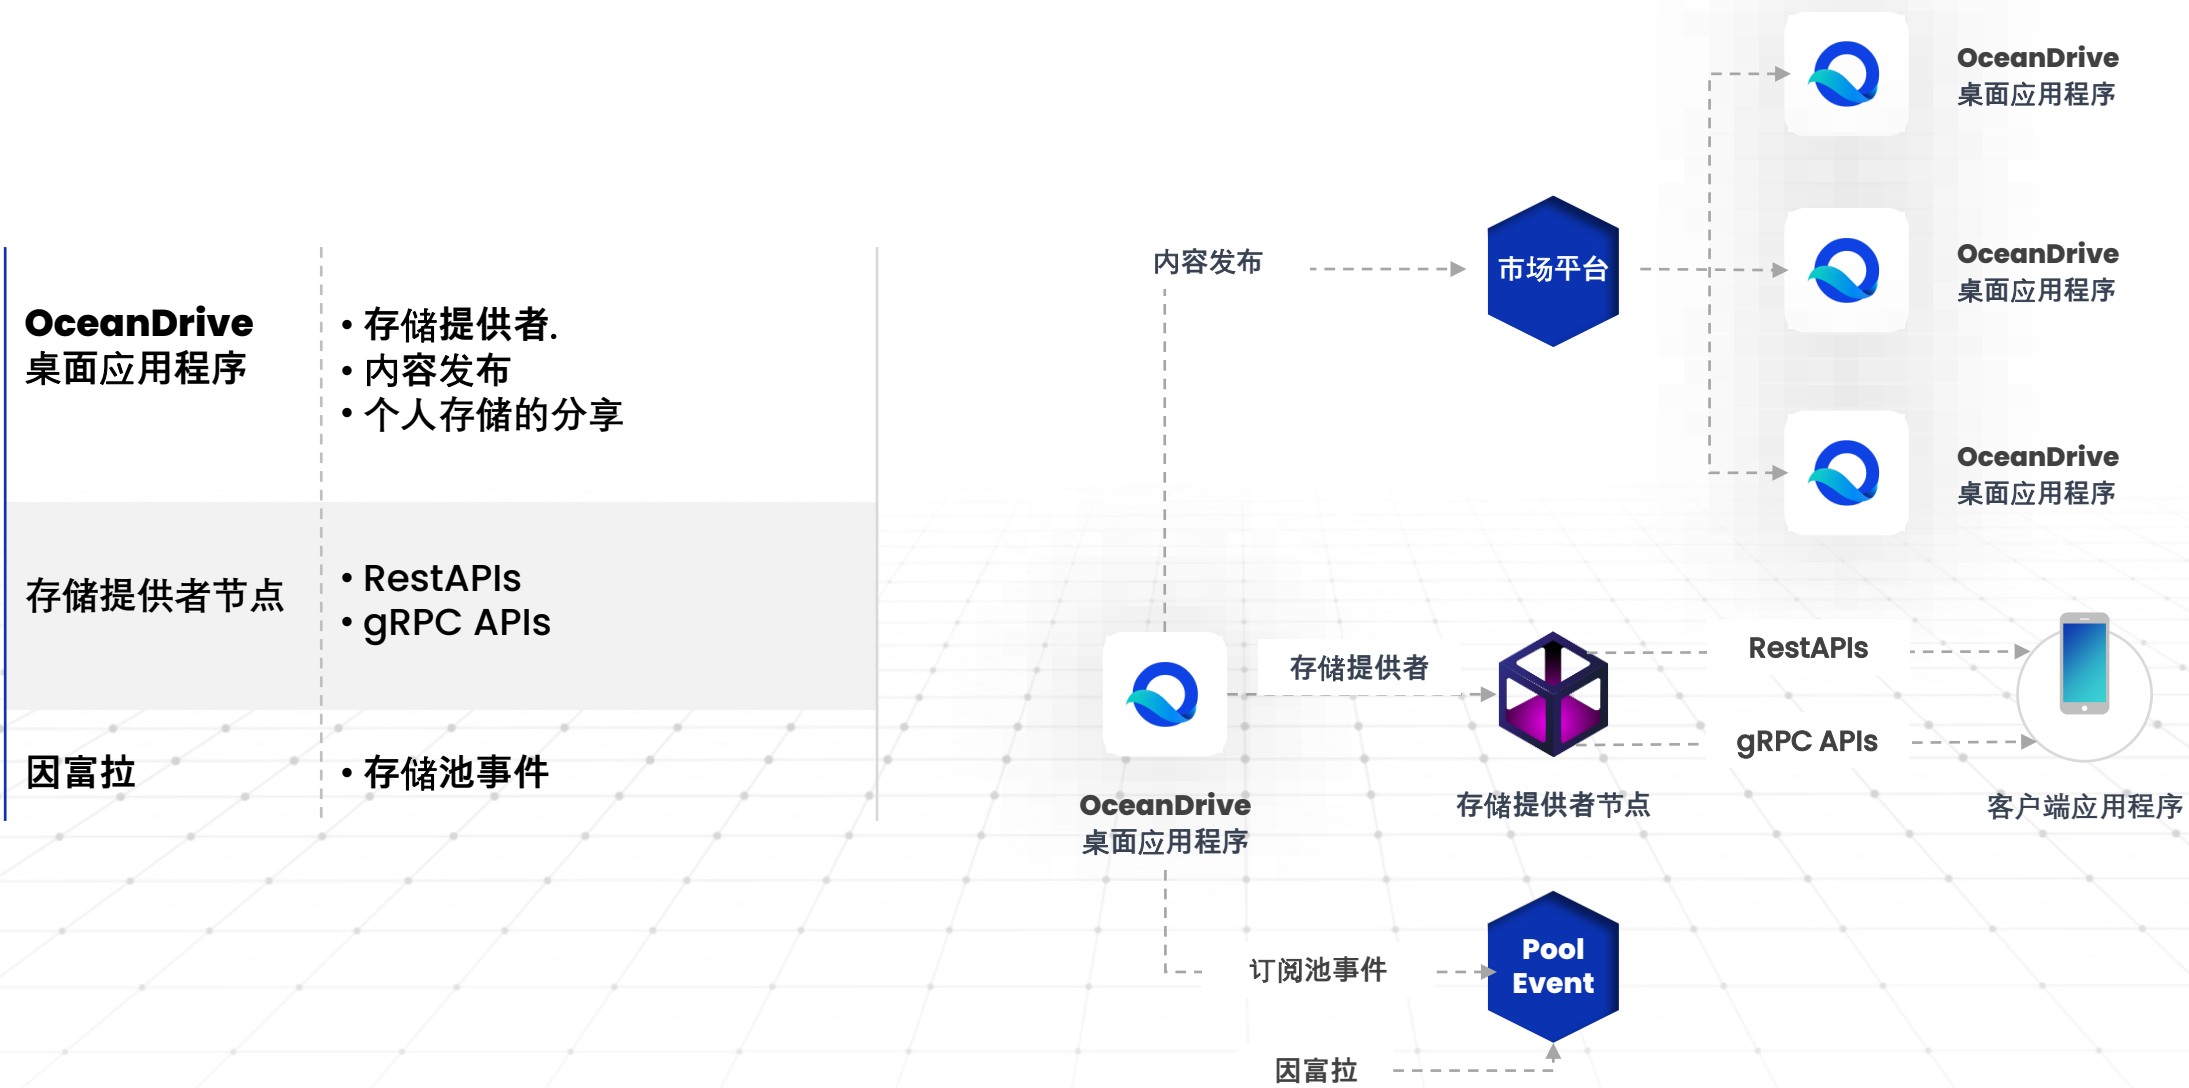 OceanDrive
桌面应用程序
• 存储提供者.
• 内容发布
• 个人存储的分享
存储提供者节点
• RestAPIs
• gRPC APIs
因富拉
• 存储池事件
内容发布
市场平台
OceanDrive
桌面应用程序
OceanDrive
桌面应用程序
OceanDrive
桌面应用程序
OceanDrive
桌面应用程序
存储提供者
存储提供者节点
RestAPIs
gRPC APIs
客户端应用程序
订阅池事件
Pool
Event
因富拉